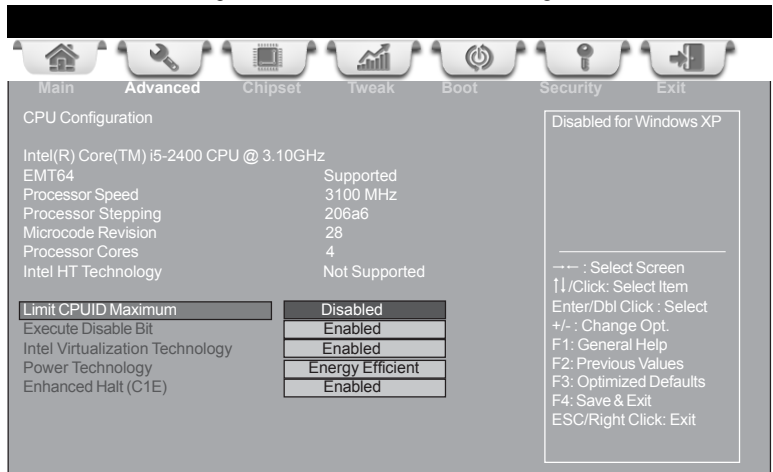 Main Advanced Chipset Tweak Boot Security Exit
CPU Configuration
Intel(R) Core(TM) i5-2400 CPU @ 3.10GHz
EMT64 Supported
Processor Speed 3100 MHz
Processor Stepping 206a6
Microcode Revision 28
Processor Cores 4
Intel HT Technology Not Supported
Limit CPUID Maximum Disabled
Execute Disable Bit Enabled
Intel Virtualization Technology Enabled
Power Technology Energy Efficient
Enhanced Halt (C1E) Enabled
Disabled for Windows XP
→← : Select Screen
↑↓/Click: Select Item
Enter/Dbl Click : Select
+/- : Change Opt.
F1: General Help
F2: Previous Values
F3: Optimized Defaults
F4: Save & Exit
ESC/Right Click: Exit